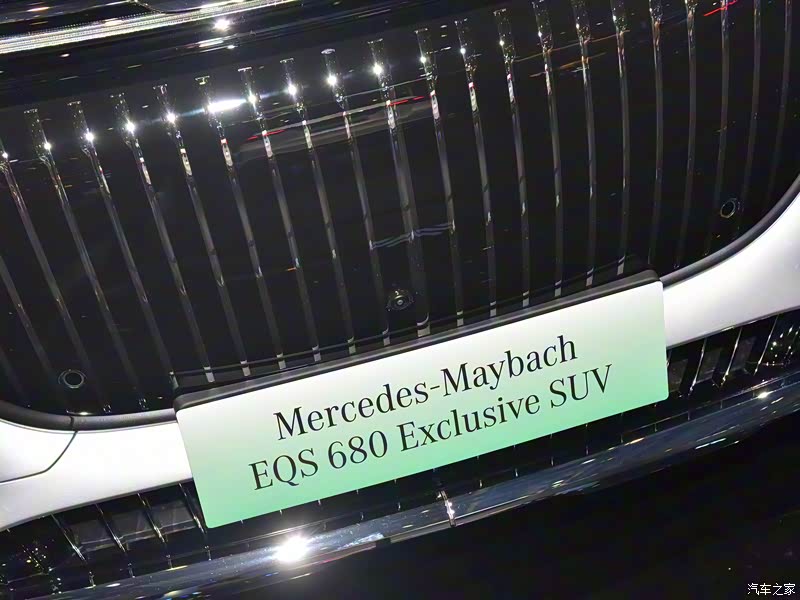 Mercedes-Maybach
EQS 680 Exclusive SUV
汽车之家